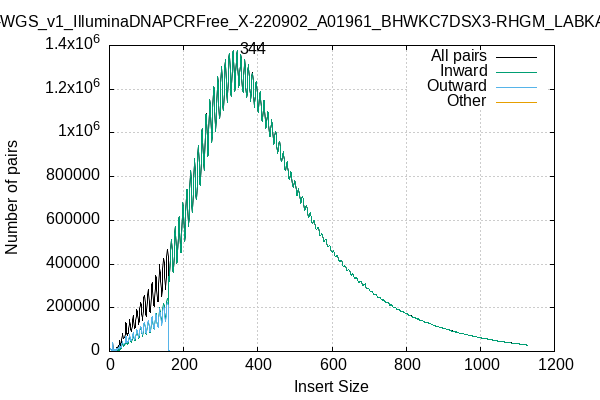 -WGS_v1_IlluminaDNAPCRFree_X-220902_A01961_BHWKC7DSX3-RHGM_LABKA
344
All pairs
Inward
Outward
Other
1.4x10^6
1.2x10^6
1x10^6
800000
600000
400000
200000
0
Number of pairs
0 200 400 600 800 1000 1200
Insert Size